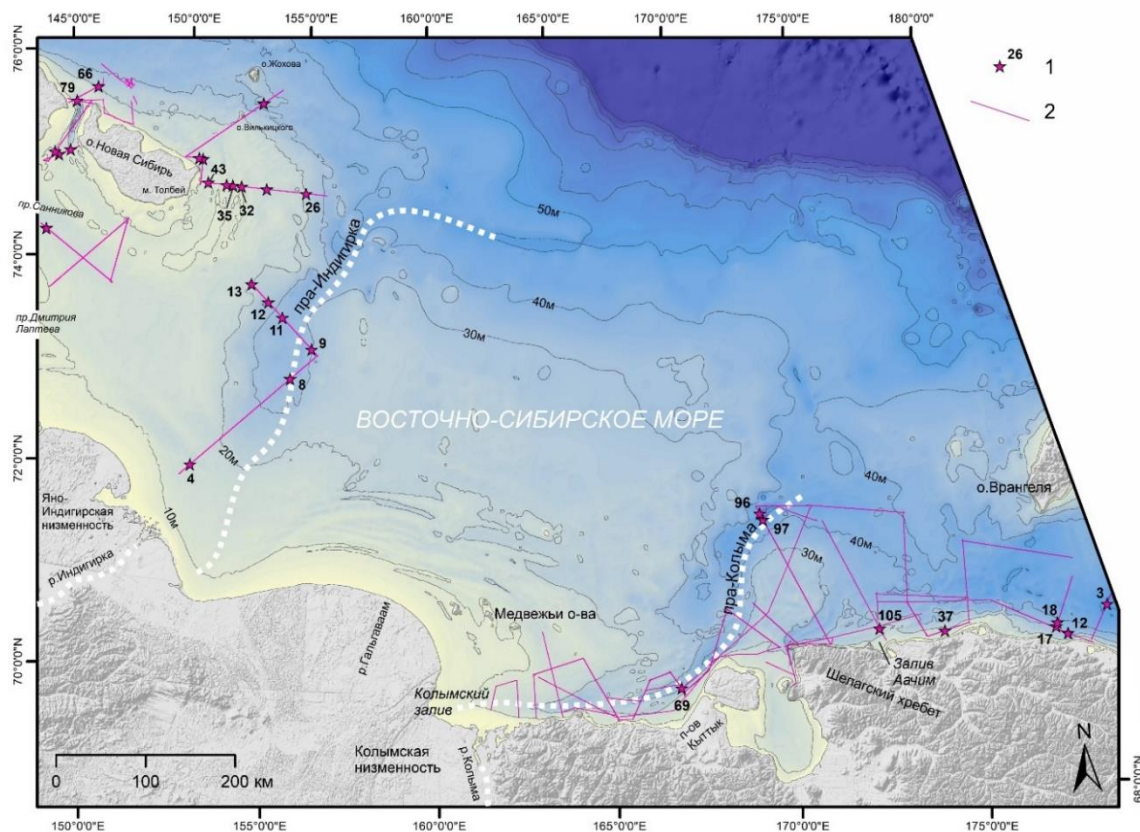 145°0'0"E
150°0'0"E
155°0'0"E
160°0'0"E
165°0'0"E
170°0'0"E
175°0'0"E
180°0'0"
76°0'0"N
74°0'0"N
72°0'0"N
70°0'0"N
26
1
2
66
79
о.Жохова
о.Вилькицкого
о.Новая Сибирь
м. Толбей
43
35
32
26
пр.Санникова
50м
пра-Индигирка
13
12
11
9
8
4
40м
30м
пр.Дмитрия
Лаптева
ВОСТОЧНО-СИБИРСКОЕ МОРЕ
20м
10м
Яно-
Индигирская
низменность
р.Индигирка
40м
о.Врангеля
96
97
40м
30м
пра-Колыма
Медвежьи о-ва
р.Гальгаваам
105
37
18
17
12
3
Залив
Аачим
Шелагский хребет
Колымский
залив
69
п-ов
Кыттык
Колымская
низменность
р.Колыма
0
100
200 км
N
68°0'0"N
150°0'0"E
155°0'0"E
160°0'0"E
165°0'0"E
170°0'0"E
175°0'0"E